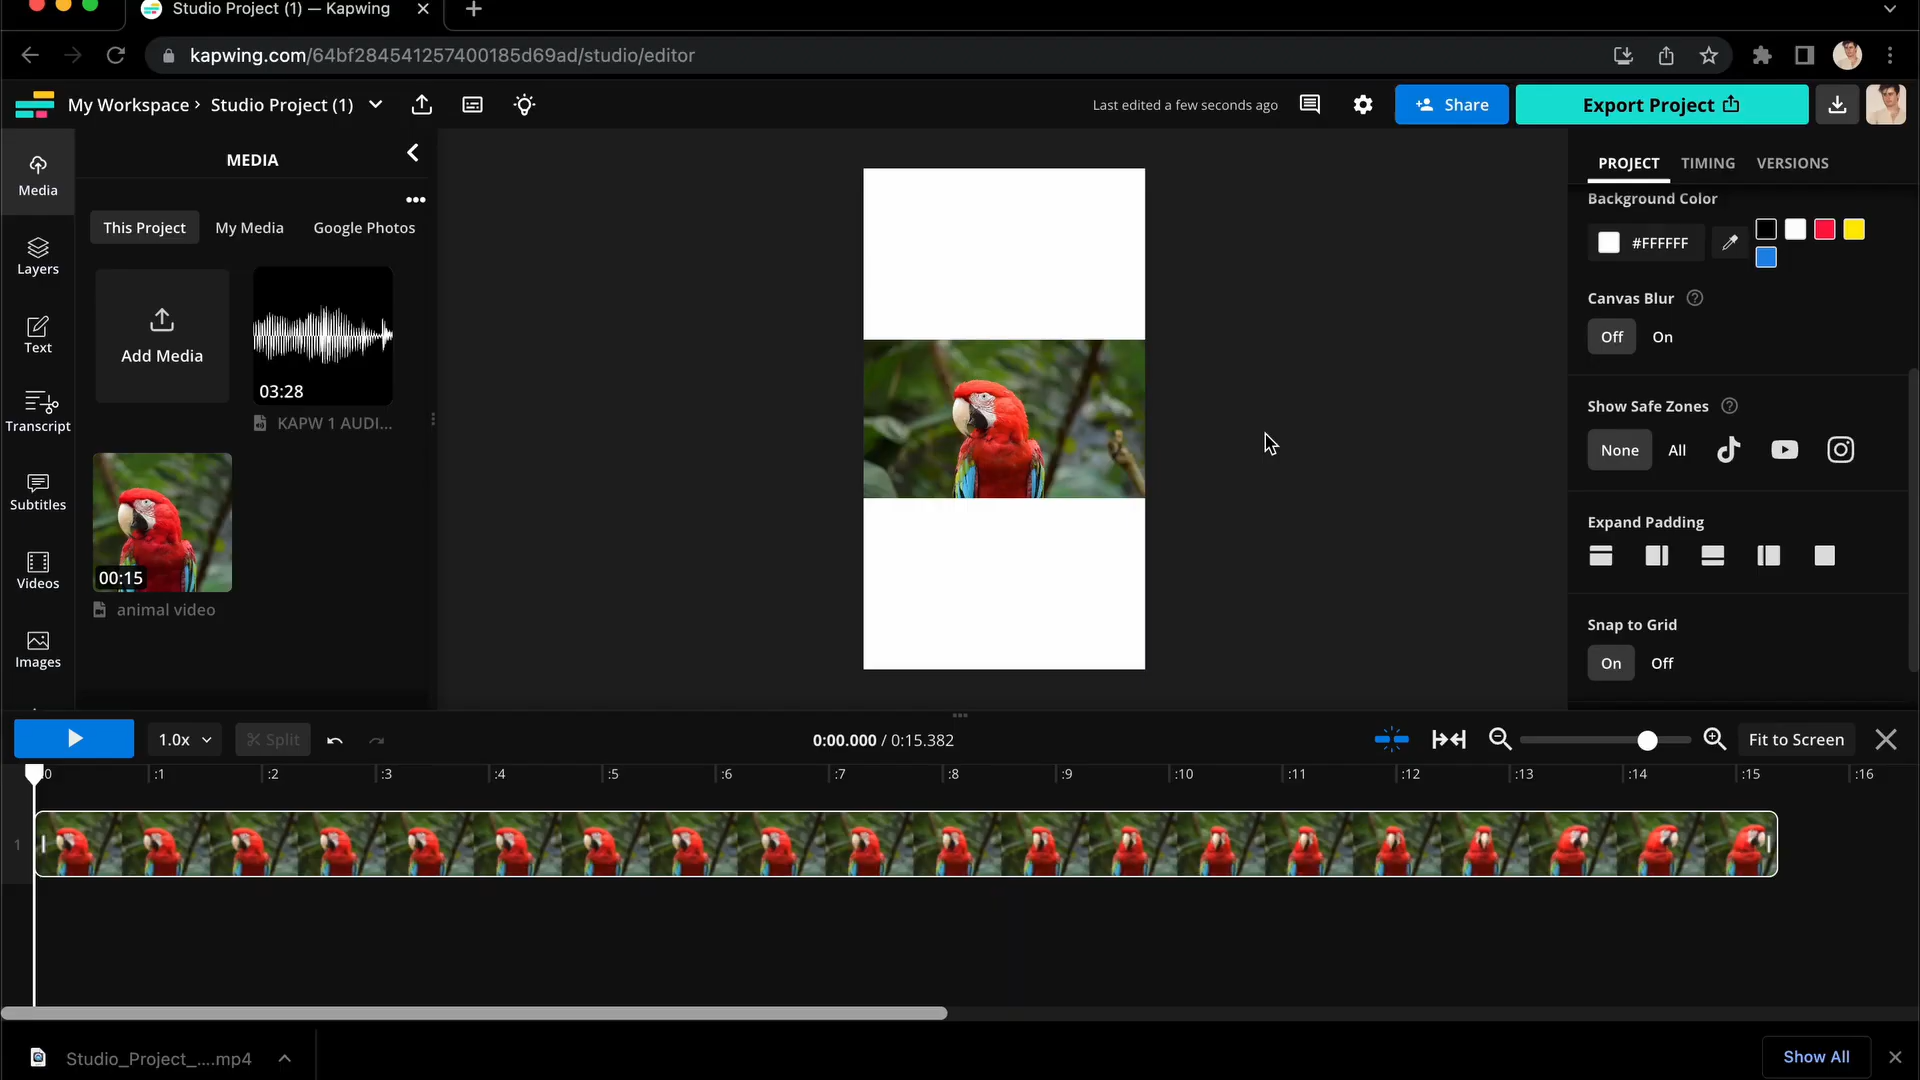 Studio Project (1) — Kapwing
kapwing.com/64bf284541257400185d69ad/studio/editor
My Workspace › Studio Project (1)
Last edited a few seconds ago
Share
Export Project
Media
Layers
Text
Transcript
Subtitles
Videos
Images
MEDIA
This Project
My Media
Google Photos
Add Media
03:28
KAPW 1 AUDI...
00:15
animal video
PROJECT
TIMING
VERSIONS
Background Color
#FFFFFF
Canvas Blur
Off
On
Show Safe Zones
None
All
Expand Padding
Snap to Grid
On
Off
1.0x
Split
0:00.000 / 0:15.382
Fit to Screen
:0 :1 :2 :3 :4 :5 :6 :7 :8 :9 :10 :11 :12 :13 :14 :15 :16
1
Studio_Project_....mp4
Show All